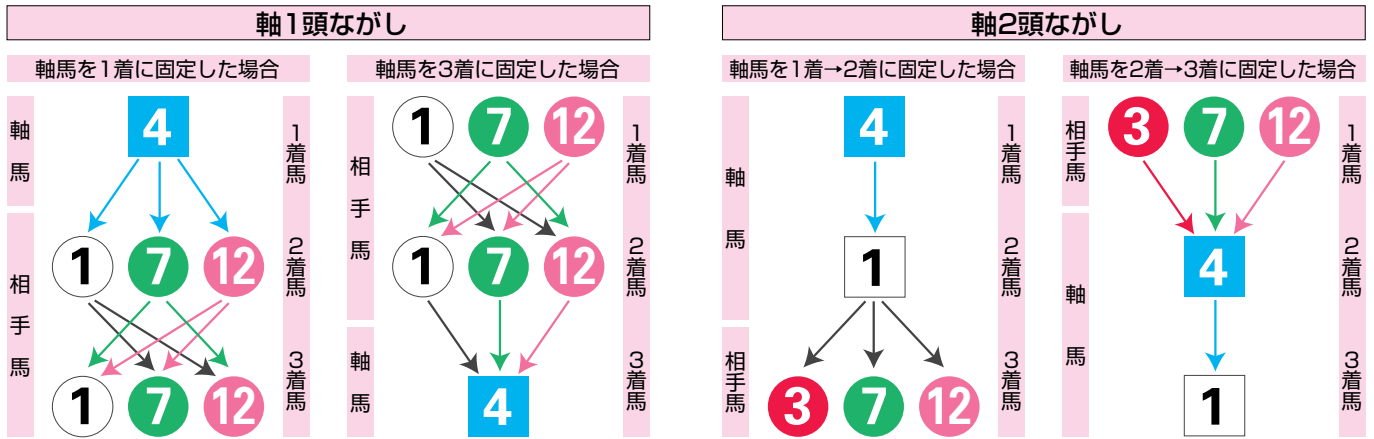 軸1頭ながし
軸馬を1着に固定した場合
軸馬
相手馬
4
1 7 12
1 7 12
1着馬
2着馬
3着馬
軸馬を3着に固定した場合
相手馬
軸馬
1 7 12
1 7 12
4
1着馬
2着馬
3着馬
軸2頭ながし
軸馬を1着→2着に固定した場合
軸馬
相手馬
4
1
3 7 12
1着馬
2着馬
3着馬
軸馬を2着→3着に固定した場合
相手馬
軸馬
3 7 12
4
1
1着馬
2着馬
3着馬